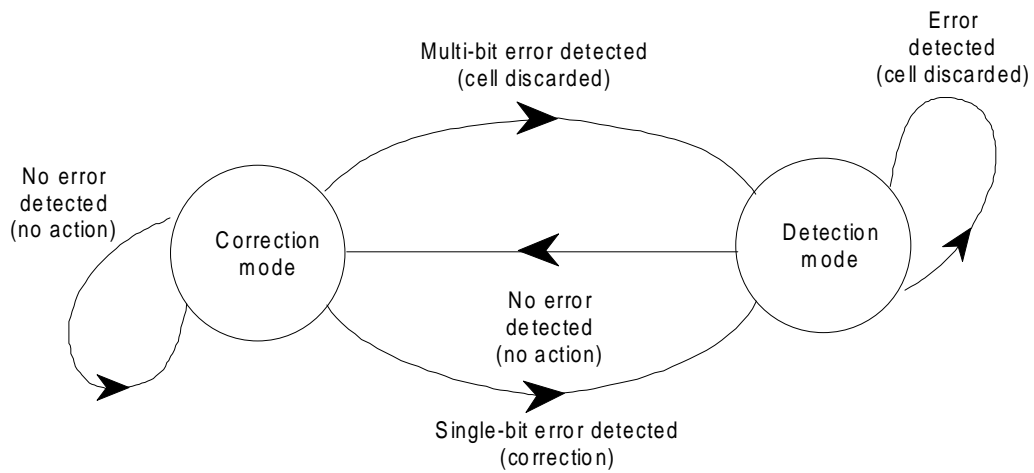 Multi-bit error detected
(cell discarded)
Error
detected
(cell discarded)
No error
detected
(no action)
Correction
mode
Detection
mode
No error
detected
(no action)
Single-bit error detected
(correction)